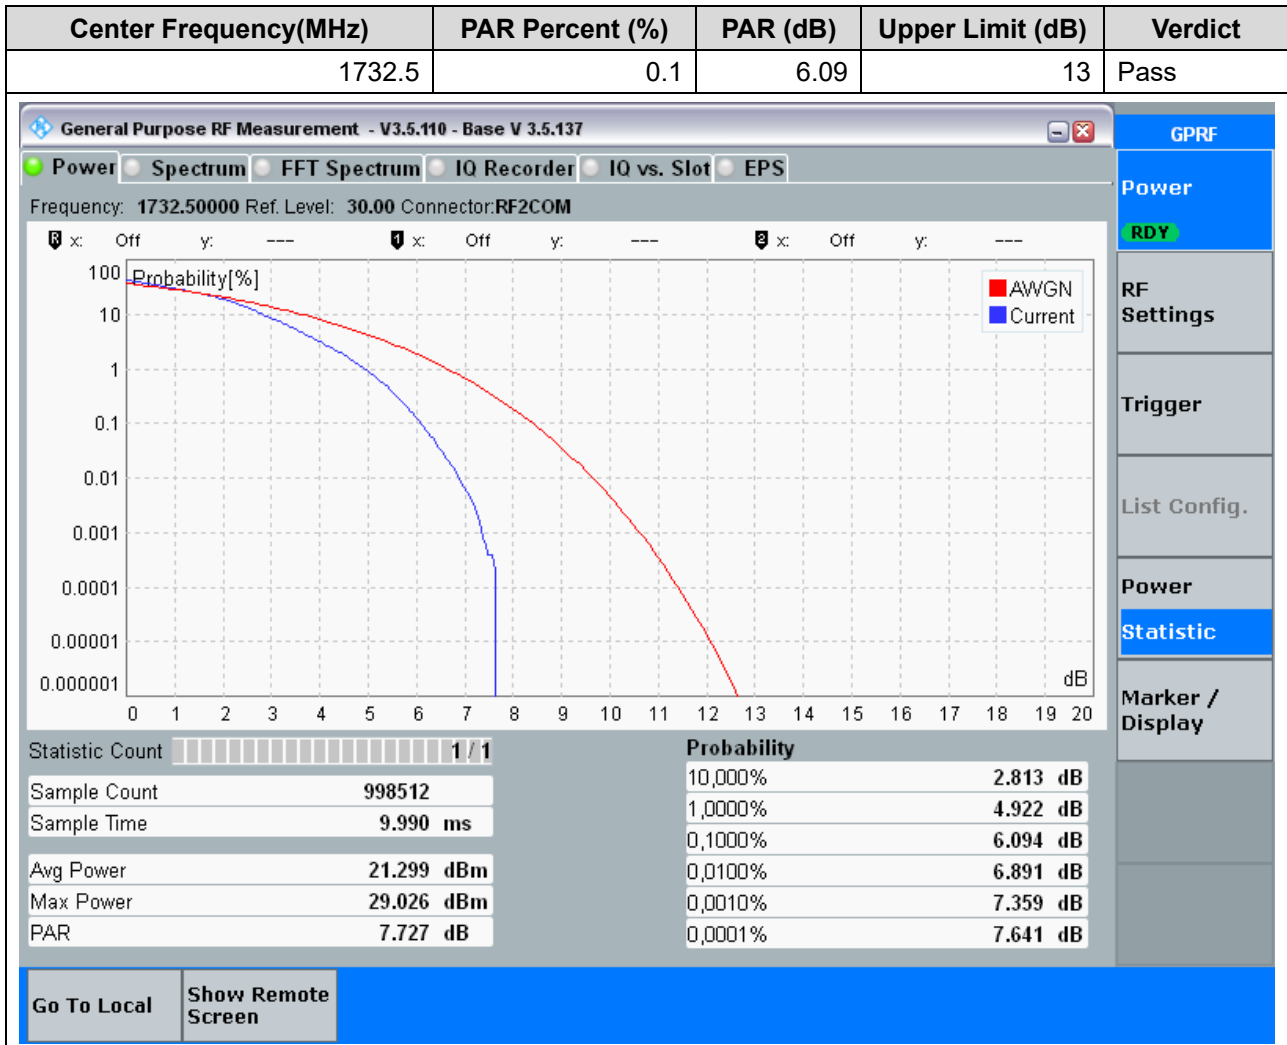 Center Frequency(MHz) PAR Percent (%) PAR (dB) Upper Limit (dB) Verdict
1732.5 0.1 6.09 13 Pass
General Purpose RF Measurement - V3.5.110 - Base V 3.5.137
GPRF
Power Spectrum FFT Spectrum IQ Recorder IQ vs. Slot EPS
Frequency: 1732.50000 Ref. Level: 30.00 Connector:RF2COM
R x: Off y: --- 1 x: Off y: --- 2 x: Off y: ---
Probability[%]
100
10
1
0.1
0.01
0.001
0.0001
0.00001
0.000001
AWGN
Current
dB
0 1 2 3 4 5 6 7 8 9 10 11 12 13 14 15 16 17 18 19 20
Statistic Count 1 / 1
Sample Count 998512
Sample Time 9.990 ms
Avg Power 21.299 dBm
Max Power 29.026 dBm
PAR 7.727 dB
Probability
10,000% 2.813 dB
1,0000% 4.922 dB
0,1000% 6.094 dB
0,0100% 6.891 dB
0,0010% 7.359 dB
0,0001% 7.641 dB
Power
RDY
RF
Settings
Trigger
List Config.
Power
Statistic
Marker /
Display
Go To Local
Show Remote
Screen